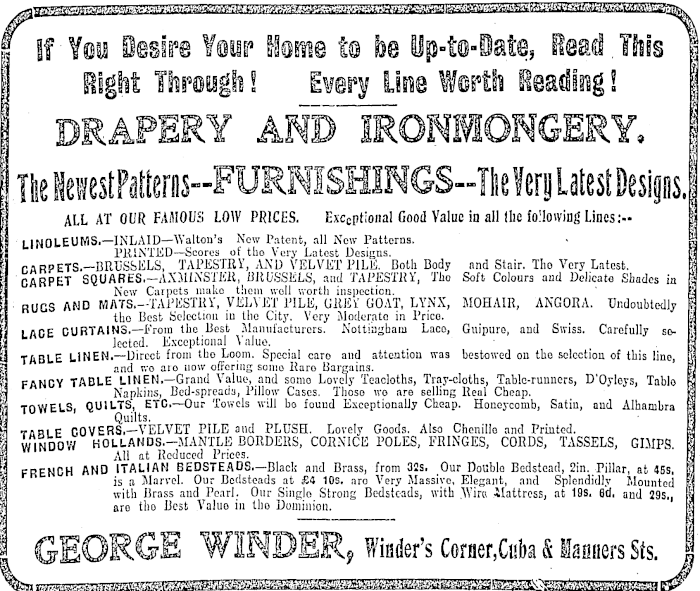 If You Desire Your Home to be Up-to-Date, Read This
Right Through! Every Line Worth Reading!
DRAPERY AND IRONMONGERY.
The Newest Patterns--FURNISHINGS--The Very Latest Designs.
ALL AT OUR FAMOUS LOW PRICES. Exceptional Good Value in all the following Lines:--
LINOLEUMS.—INLAID—Walton's New Patent, all New Patterns.
PRINTED—Scores of the Very Latest Designs.
CARPETS.—BRUSSELS, TAPESTRY, AND VELVET PILE. Both Body and Stair. The Very Latest.
CARPET SQUARES.—AXMINSTER, BRUSSELS, and TAPESTRY, The Soft Colours and Delicate Shades in
New Carpets make them well worth inspection.
RUGS AND MATS.—TAPESTRY, VELVET PILE, GREY GOAT, LYNX, MOHAIR, ANGORA. Undoubtedly
the Best Selection in the City. Very Moderate in Price.
LACE CURTAINS.—From the Best Manufacturers. Nottingham Lace, Guipure, and Swiss. Carefully se-
lected. Exceptional Value.
TABLE LINEN.—Direct from the Loom. Special care and attention was bestowed on the selection of this line,
and we are now offering some Rare Bargains.
FANCY TABLE LINEN.—Grand Value, and some Lovely Teacloths, Tray-cloths, Table-runners, D'Oyleys, Table
Napkins, Bed-spreads, Pillow Cases. Those we are selling Real Cheap.
TOWELS, QUILTS, ETC.—Our Towels will be found Exceptionally Cheap. Honeycomb, Satin, and Alhambra
Quilts.
TABLE COVERS.—VELVET PILE and PLUSH. Lovely Goods. Also Chenille and Printed.
WINDOW HOLLANDS.—MANTLE BORDERS, CORNICE POLES, FRINGES, CORDS, TASSELS, GIMPS.
All at Reduced Prices.
FRENCH AND ITALIAN BEDSTEADS.—Black and Brass, from 32s. Our Double Bedstead, 2in. Pillar, at 45s,
is a Marvel. Our Bedsteads at £4 10s. are Very Massive, Elegant, and Splendidly Mounted
with Brass and Pearl. Our Single Strong Bedsteads, with Wire Mattress, at 19s. 6d, and 29s.,
are the Best Value in the Dominion.
GEORGE WINDER, Winder's Corner, Cuba & Manners Sts.